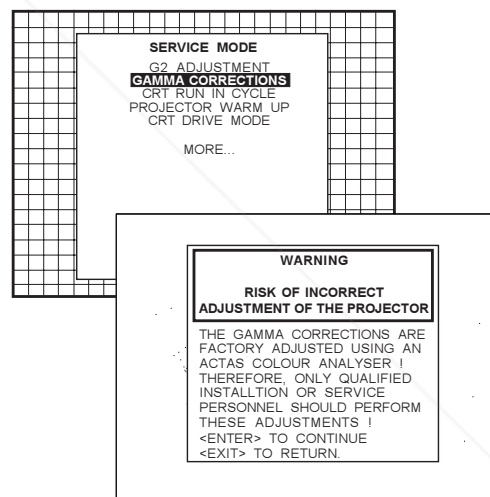 SERVICE MODE
G2 ADJUSTMENT
GAMMA CORRECTIONS
CRT RUN IN CYCLE
PROJECTOR WARM UP
CRT DRIVE MODE
MORE...
WARNING
RISK OF INCORRECT
ADJUSTMENT OF THE PROJECTOR
THE GAMMA CORRECTIONS ARE
FACTORY ADJUSTED USING AN
ACTAS COLOUR ANALYSER !
THEREFORE, ONLY QUALIFIED
INSTALLTION OR SERVICE
PERSONNEL SHOULD PERFORM
THESE ADJUSTMENTS !
<ENTER> TO CONTINUE
<EXIT> TO RETURN.